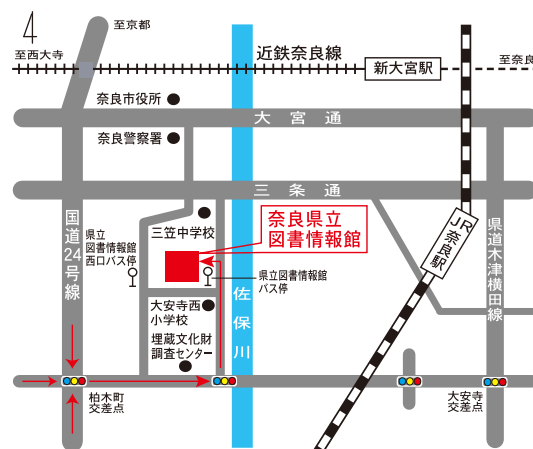 4
至京都
至西大寺
近鉄奈良線
新大宮駅
至奈良
奈良市役所
大宮通
奈良警察署
三条通
国道24号線
三笠中学校
奈良県立
図書情報館
県立
図書情報館
西口バス停
県立図書情報館
バス停
JR奈良駅
県道木津横田線
佐保川
大安寺西
小学校
埋蔵文化財
調査センター
柏木町
交差点
大安寺
交差点